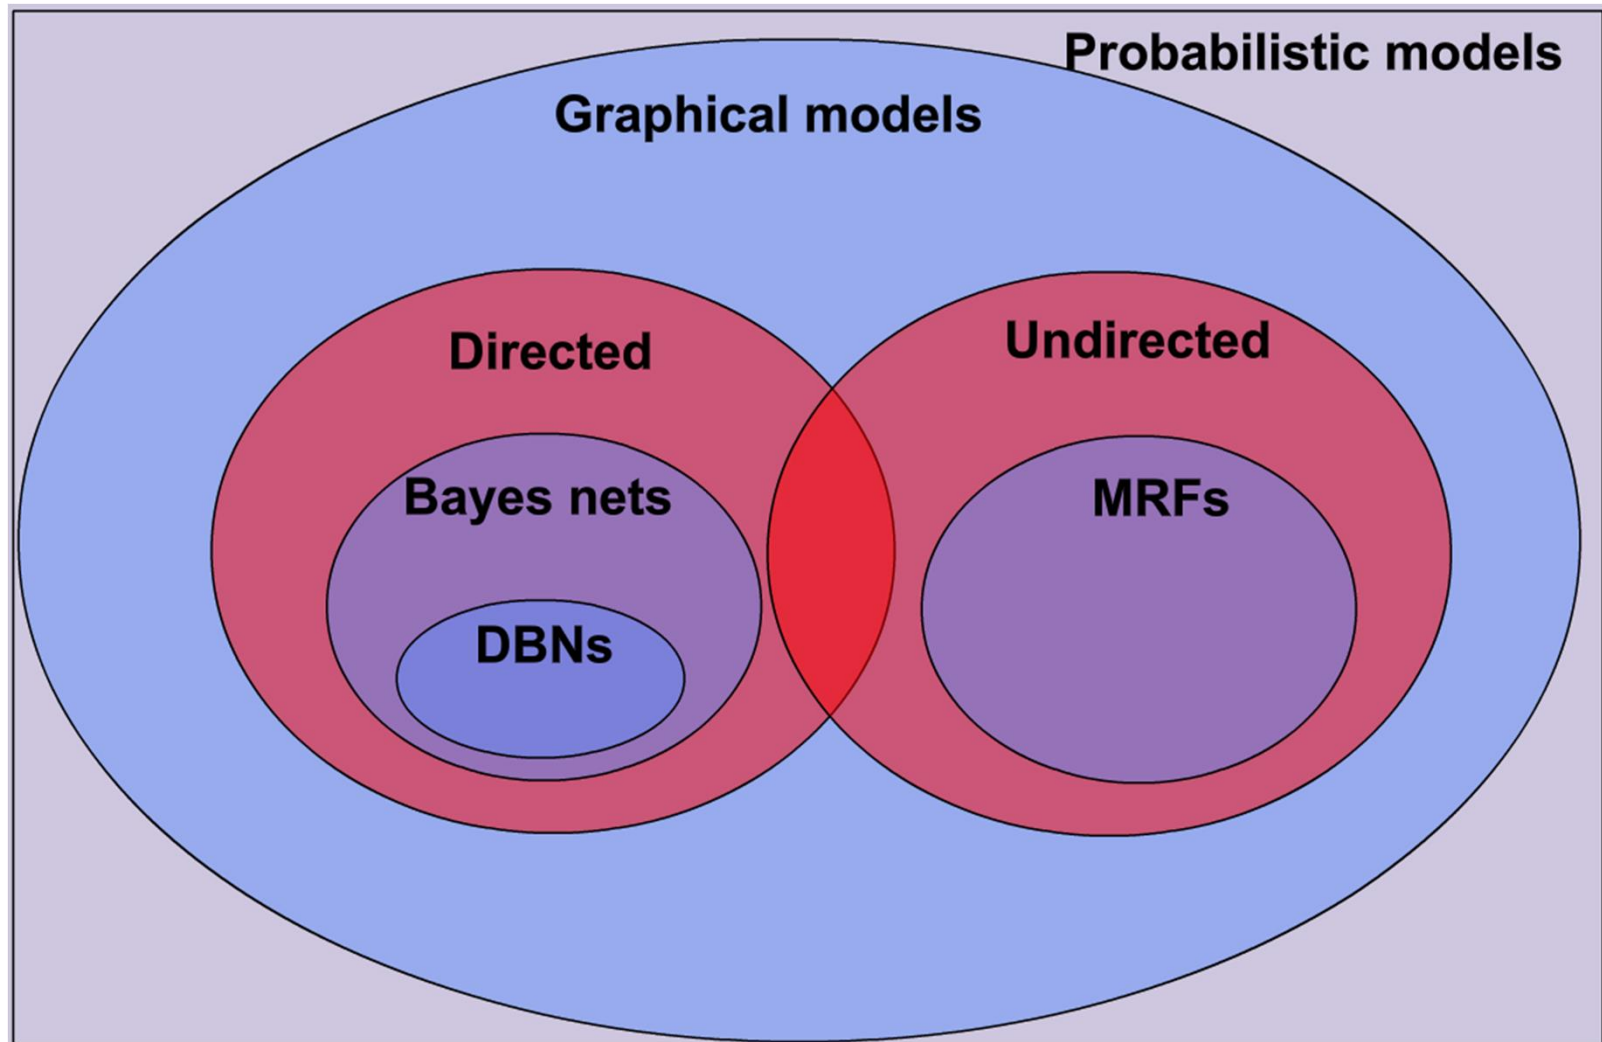 Probabilistic models
Graphical models
Directed
Undirected
Bayes nets
MRFs
DBNs